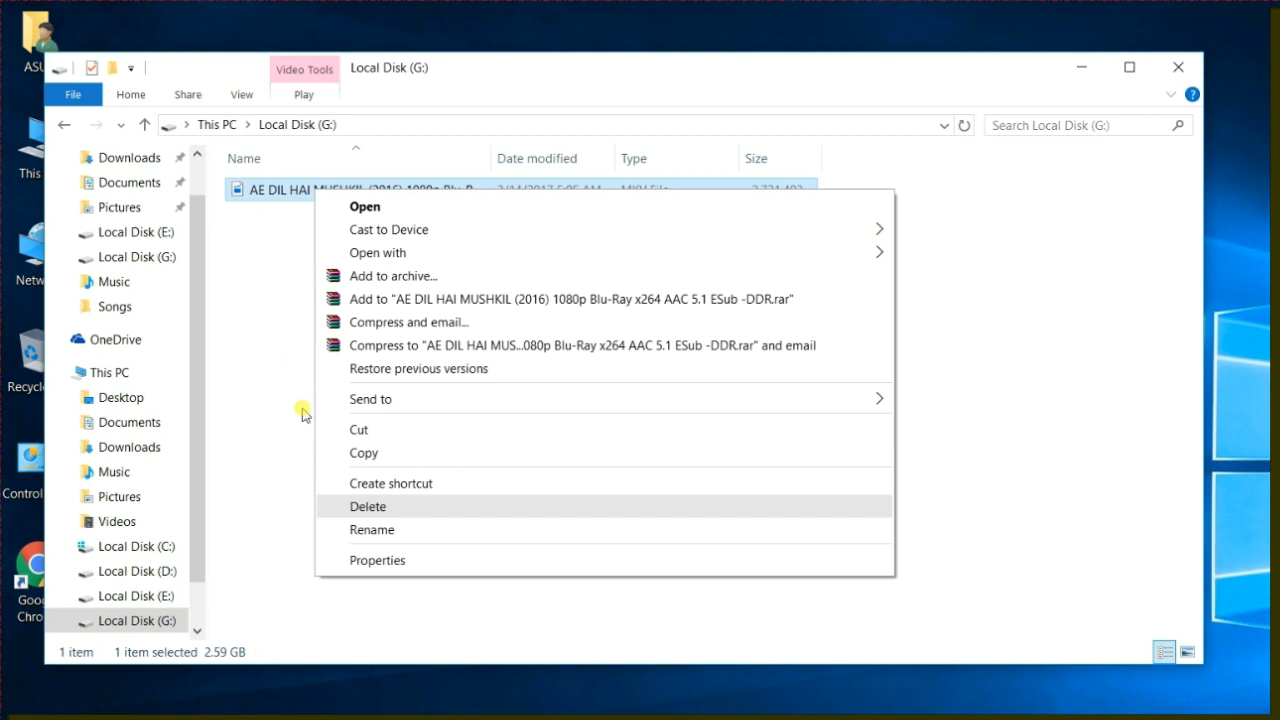 ASU
This
Netw
Recycl
Control
Goo
Chro
Video Tools
Local Disk (G:)
File
Home
Share
View
Play
This PC
Local Disk (G:)
Search Local Disk (G:)
Name
Date modified
Type
Size
Downloads
Documents
Pictures
Local Disk (E:)
Local Disk (G:)
Music
Songs
OneDrive
This PC
Desktop
Documents
Downloads
Music
Pictures
Videos
Local Disk (C:)
Local Disk (D:)
Local Disk (E:)
Local Disk (G:)
AE DIL HAI MUSHKIL (2016) 1080p Blu-R
Open
Cast to Device
Open with
Add to archive...
Add to "AE DIL HAI MUSHKIL (2016) 1080p Blu-Ray x264 AAC 5.1 ESub -DDR.rar"
Compress and email...
Compress to "AE DIL HAI MUS...080p Blu-Ray x264 AAC 5.1 ESub -DDR.rar" and email
Restore previous versions
Send to
Cut
Copy
Create shortcut
Delete
Rename
Properties
1 item
1 item selected 2.59 GB